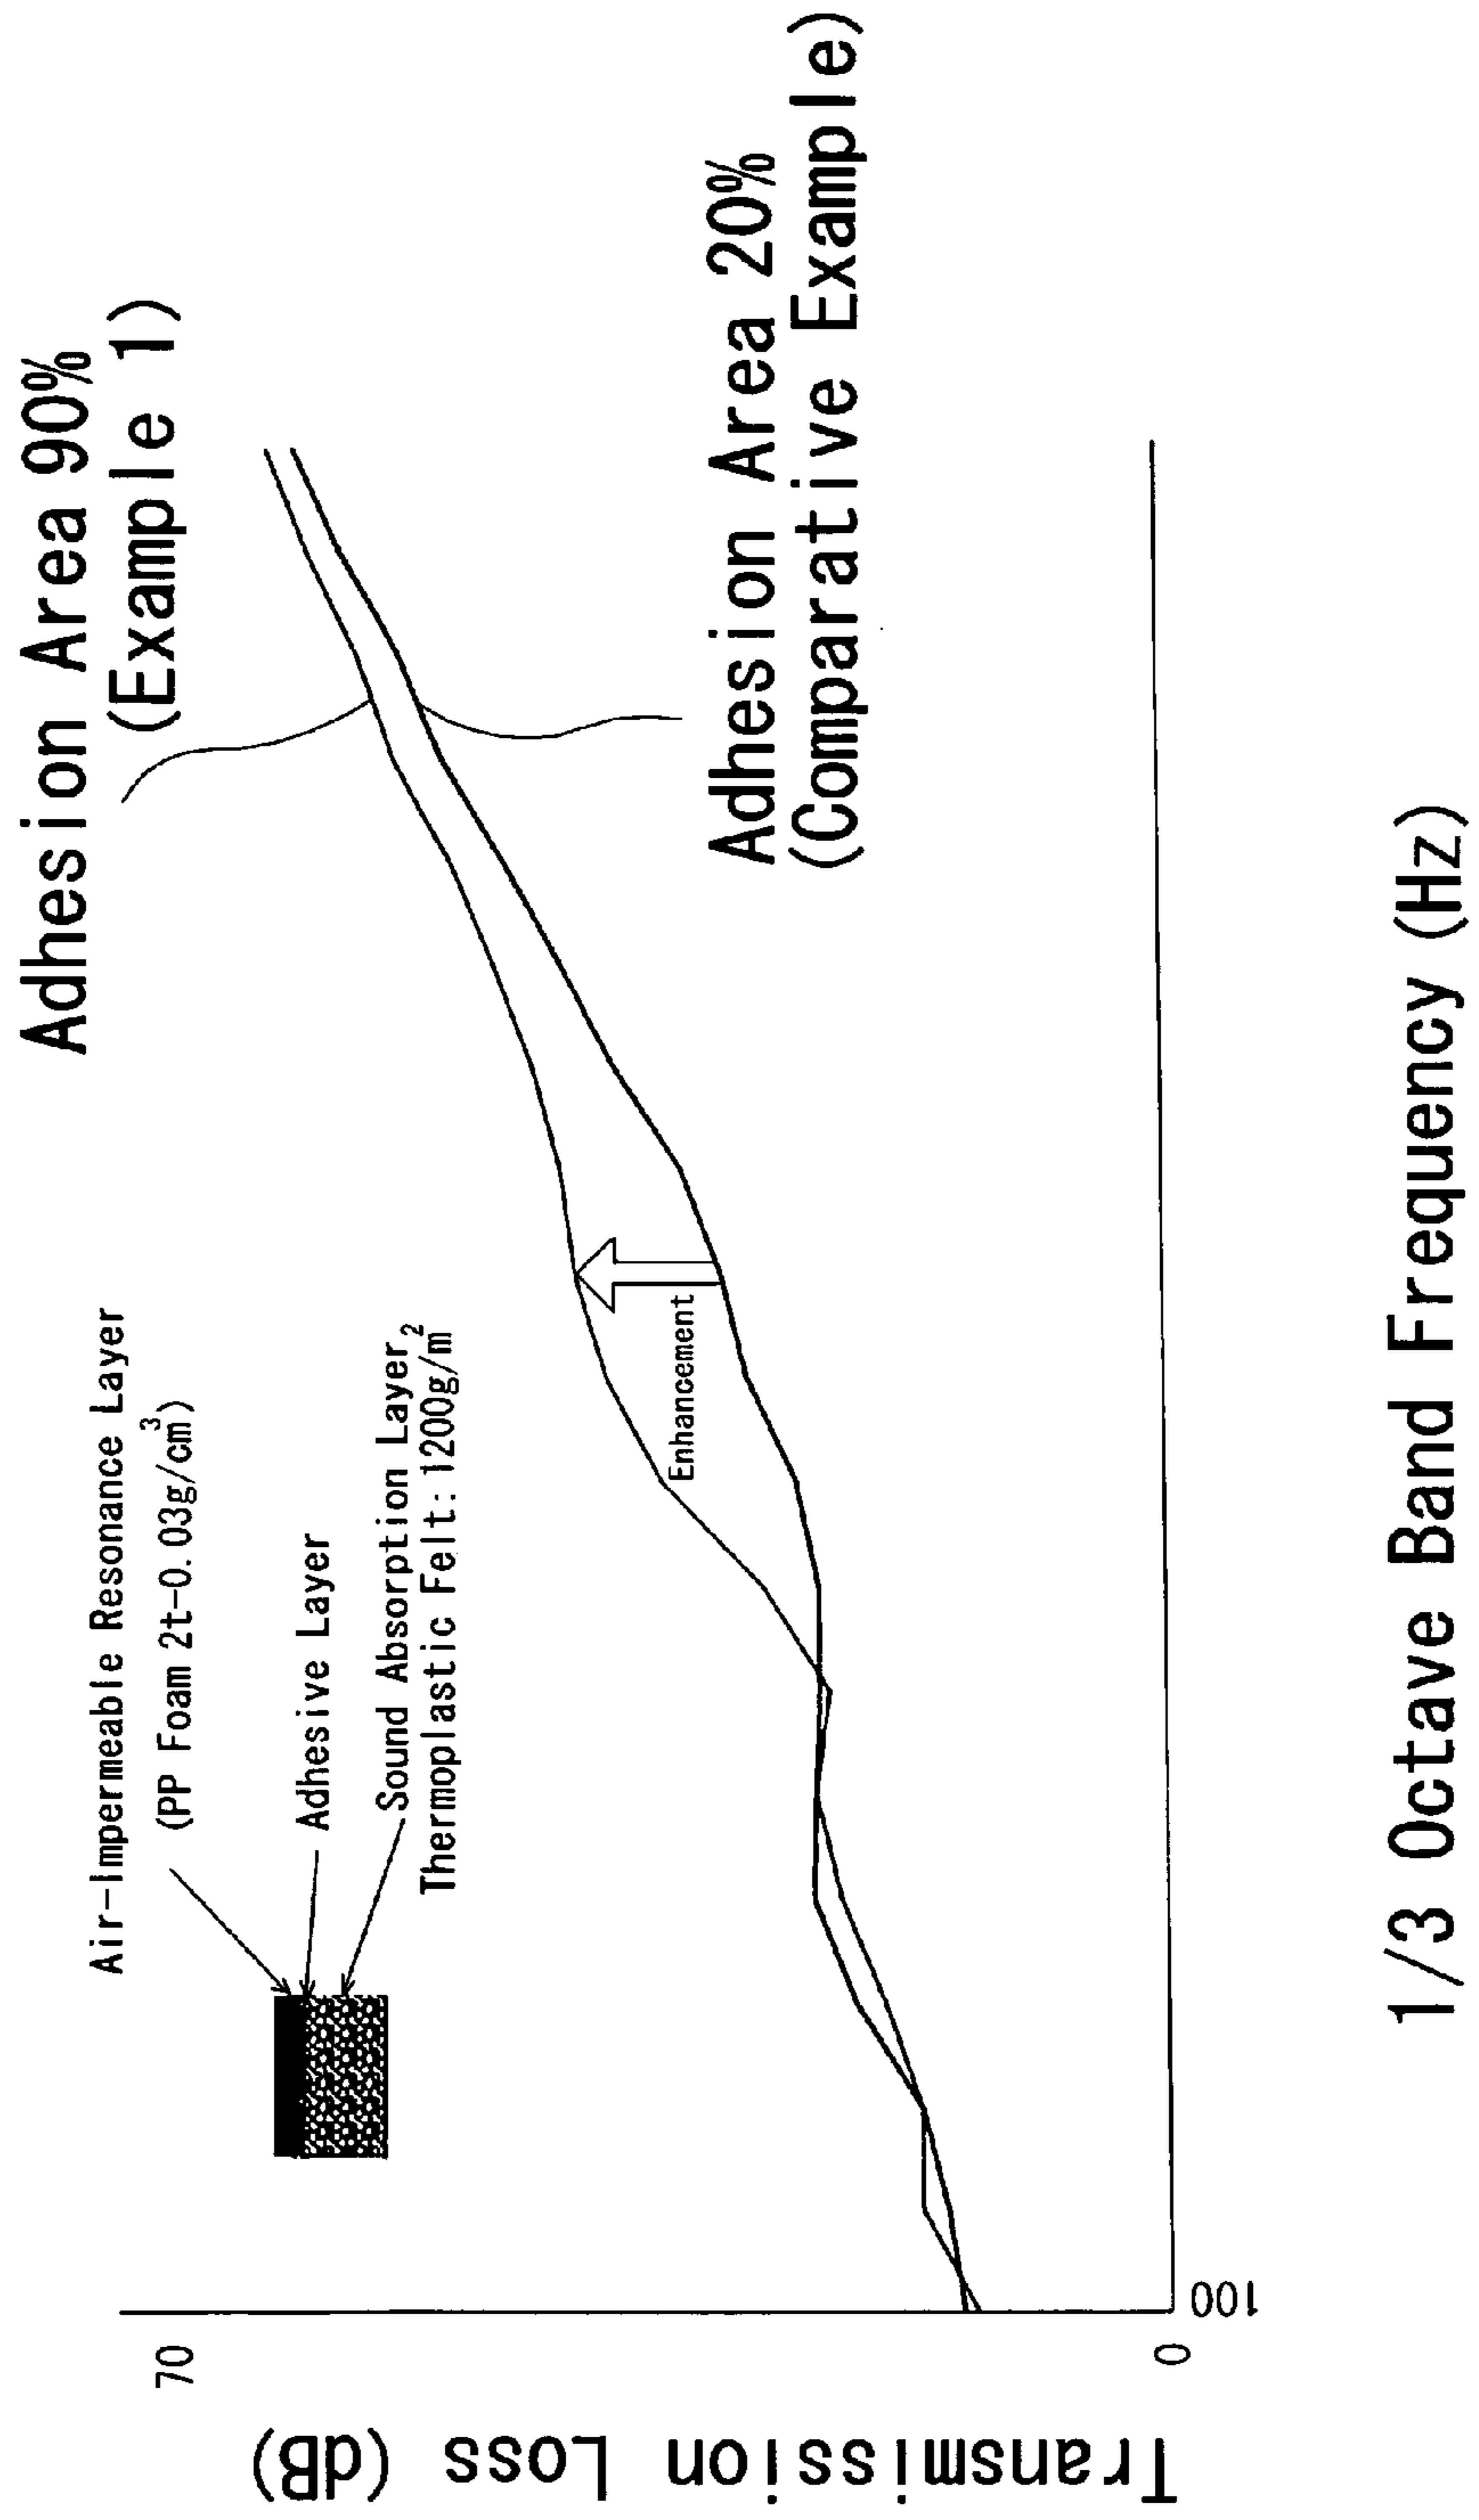 Adhesion Area 90%
(Example 1)
Air-Impermeable Resonance Layer
(PP Foam 2t-0.03g/cm3)
Adhesive Layer
Sound Absorption Layer,
Thermoplastic Felt: 1200g/m2
Enhancement
Adhesion Area 20%
(Comparative Example)
70
0
Transmission Loss (dB)
100
1/3 Octave Band Frequency (Hz)